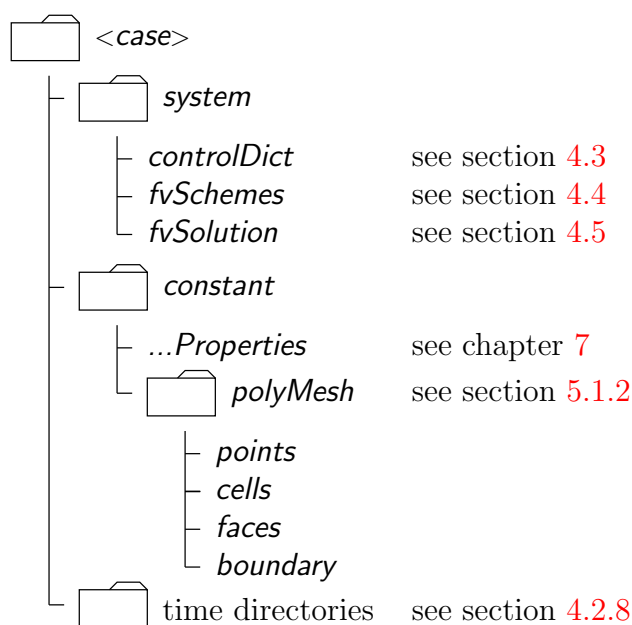 <case>
system
controlDict see section 4.3
fvSchemes see section 4.4
fvSolution see section 4.5
constant
...Properties see chapter 7
polyMesh see section 5.1.2
points
cells
faces
boundary
time directories see section 4.2.8